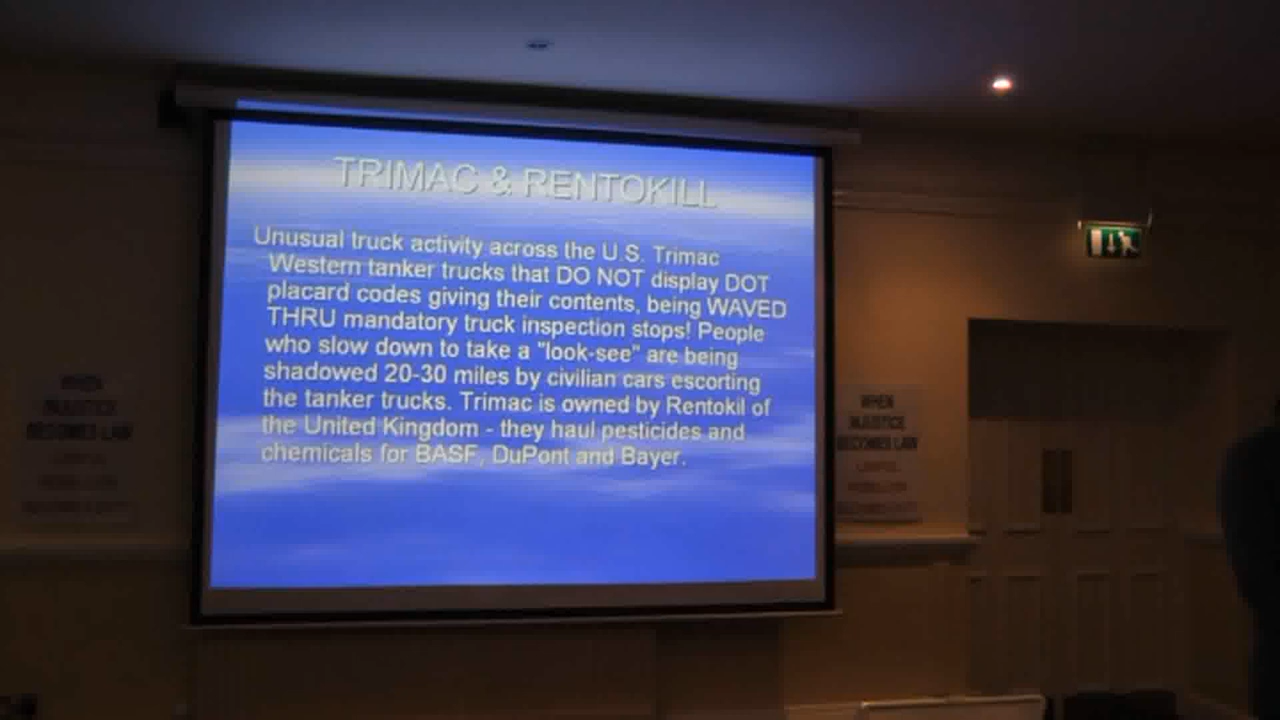 TRIMAC & RENTOKILL
Unusual truck activity across the U.S. Trimac
Western tanker trucks that DO NOT display DOT
placard codes giving their contents, being WAVED
THRU mandatory truck inspection stops! People
who slow down to take a "look-see" are being
shadowed 20-30 miles by civilian cars escorting
the tanker trucks. Trimac is owned by Rentokil of
the United Kingdom - they haul pesticides and
chemicals for BASF, DuPont and Bayer.
WHEN
INJUSTICE
BECOMES LAW
WHEN
INJUSTICE
BECOMES LAW